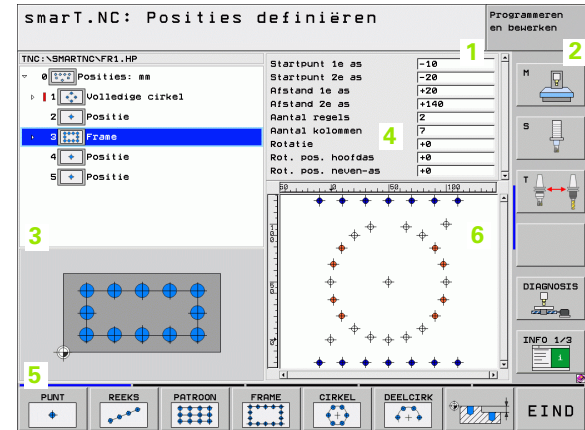 smarT.NC: Posities definiëren
Programmeren
en bewerken
TNC:\SMARTNC\FR1.HP
0 Posities: mm
1 Volledige cirkel
2 Positie
3 Frame
4 Positie
5 Positie
Startpunt 1e as -10
Startpunt 2e as -20
Afstand 1e as +20
Afstand 2e as +140
Aantal regels 2
Aantal kolommen 7
Rotatie +0
Rot. pos. hoofdas +0
Rot. pos. neven-as +0
1
2
3
4
5
6
M
S
T
DIAGNOSIS
INFO 1/3
PUNT
REEKS
PATROON
FRAME
CIRKEL
DEELCIRK
EIND